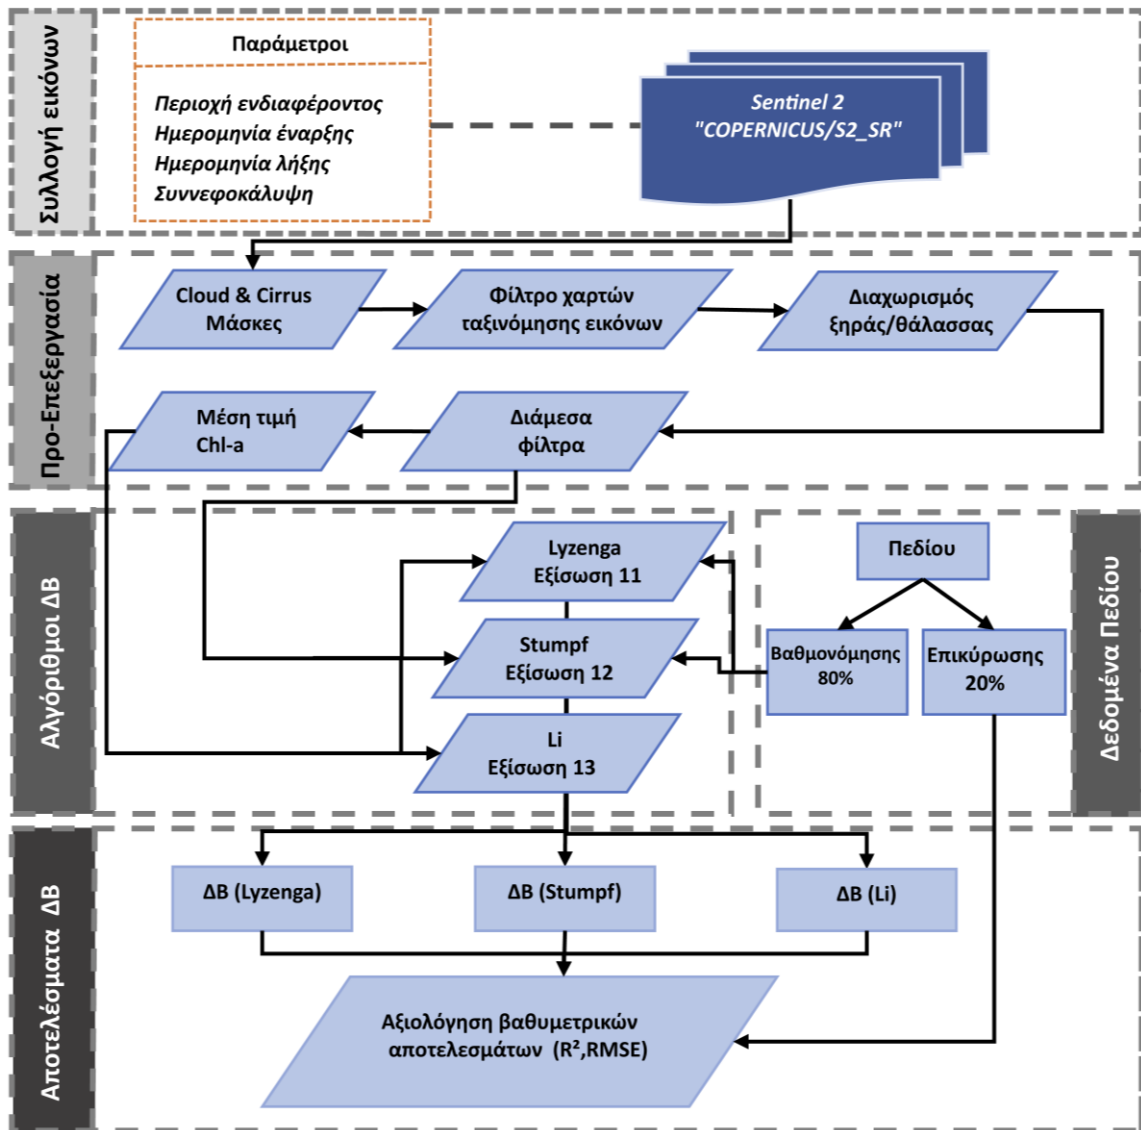 Συλλογή εικόνων
Παράμετροι
Περιοχή ενδιαφέροντος
Ημερομηνία έναρξης
Ημερομηνία λήξης
Συννεφοκάλυψη
Sentinel 2
"COPERNICUS/S2_SR"
Προ-Επεξεργασία
Cloud & Cirrus
Μάσκες
Φίλτρο χαρτών
ταξινόμησης εικόνων
Διαχωρισμός
ξηράς/θάλασσας
Μέση τιμή
Chl-a
Διάμεσα
φίλτρα
Αλγόριθμοι ΔΒ
Lyzenga
Εξίσωση 11
Stumpf
Εξίσωση 12
Li
Εξίσωση 13
Πεδίου
Βαθμονόμησης
80%
Επικύρωσης
20%
Δεδομένα Πεδίου
Αποτελέσματα ΔΒ
ΔΒ (Lyzenga)
ΔΒ (Stumpf)
ΔΒ (Li)
Αξιολόγηση βαθυμετρικών
αποτελεσμάτων (R²,RMSE)